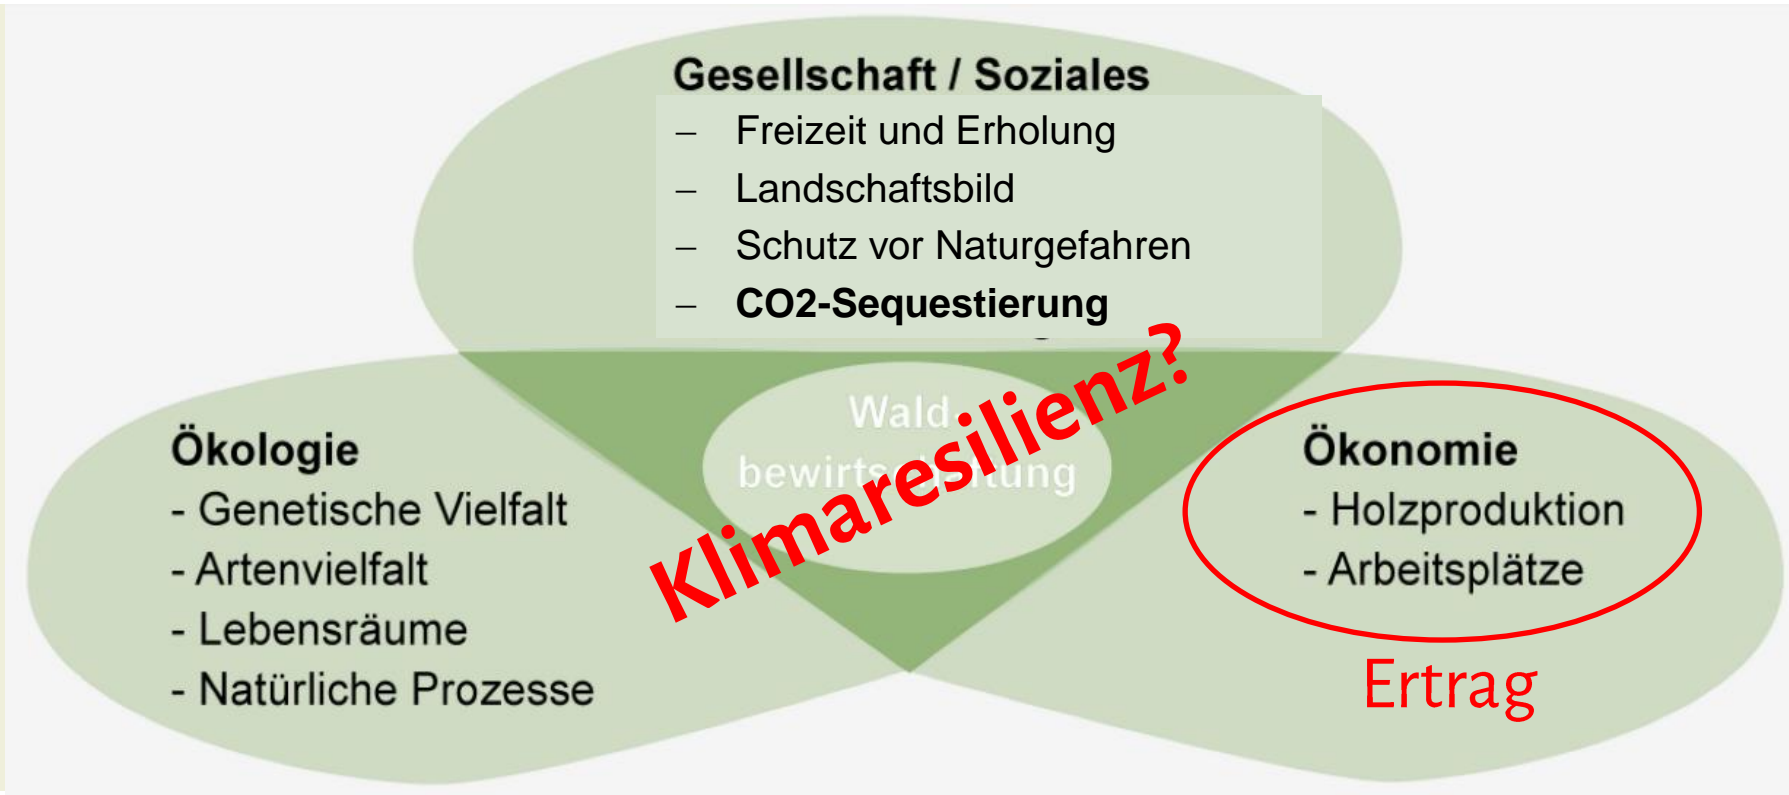 Gesellschaft / Soziales
– Freizeit und Erholung
– Landschaftsbild
– Schutz vor Naturgefahren
– CO2-Sequestierung
Klimaresilienz?
Wald-
bewirtschaftung
Ökologie
- Genetische Vielfalt
- Artenvielfalt
- Lebensräume
- Natürliche Prozesse
Ökonomie
- Holzproduktion
- Arbeitsplätze
Ertrag